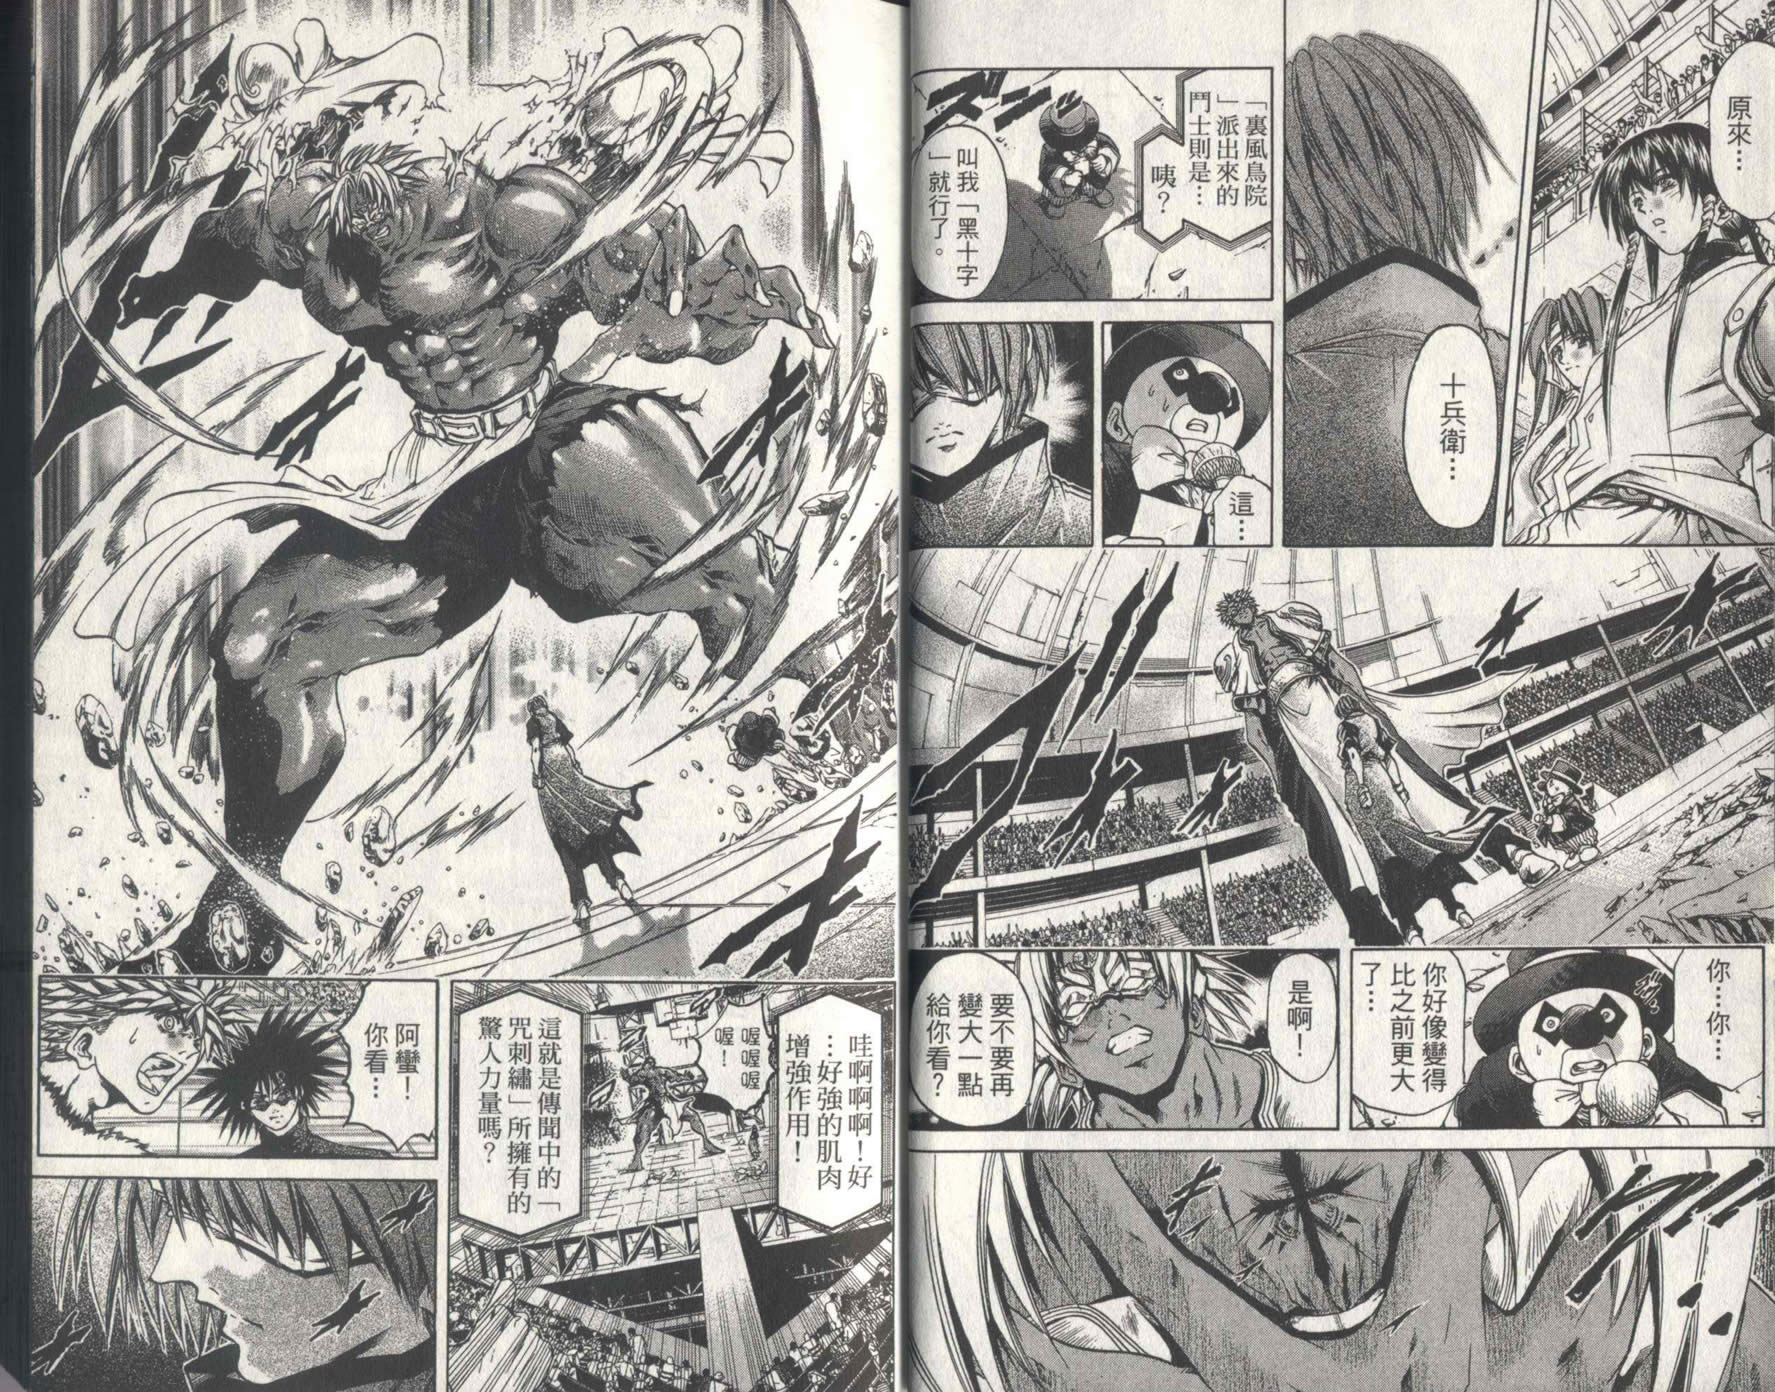 原來…
十兵衛…
「裏風鳥院
」派出來的
鬥士則是…
咦？
叫我「黑十字
」就行了。
ズズン
這…
你…你…
你好像變得
比之前更大
了…
是啊！
要不要再
變大一點
給你看？
哇啊啊啊！好
…好強的肌肉
增強作用！
喔喔喔
喔！
這就是傳聞中的「
咒刺繡」所擁有的
驚人力量嗎？
阿蠻！
你看…